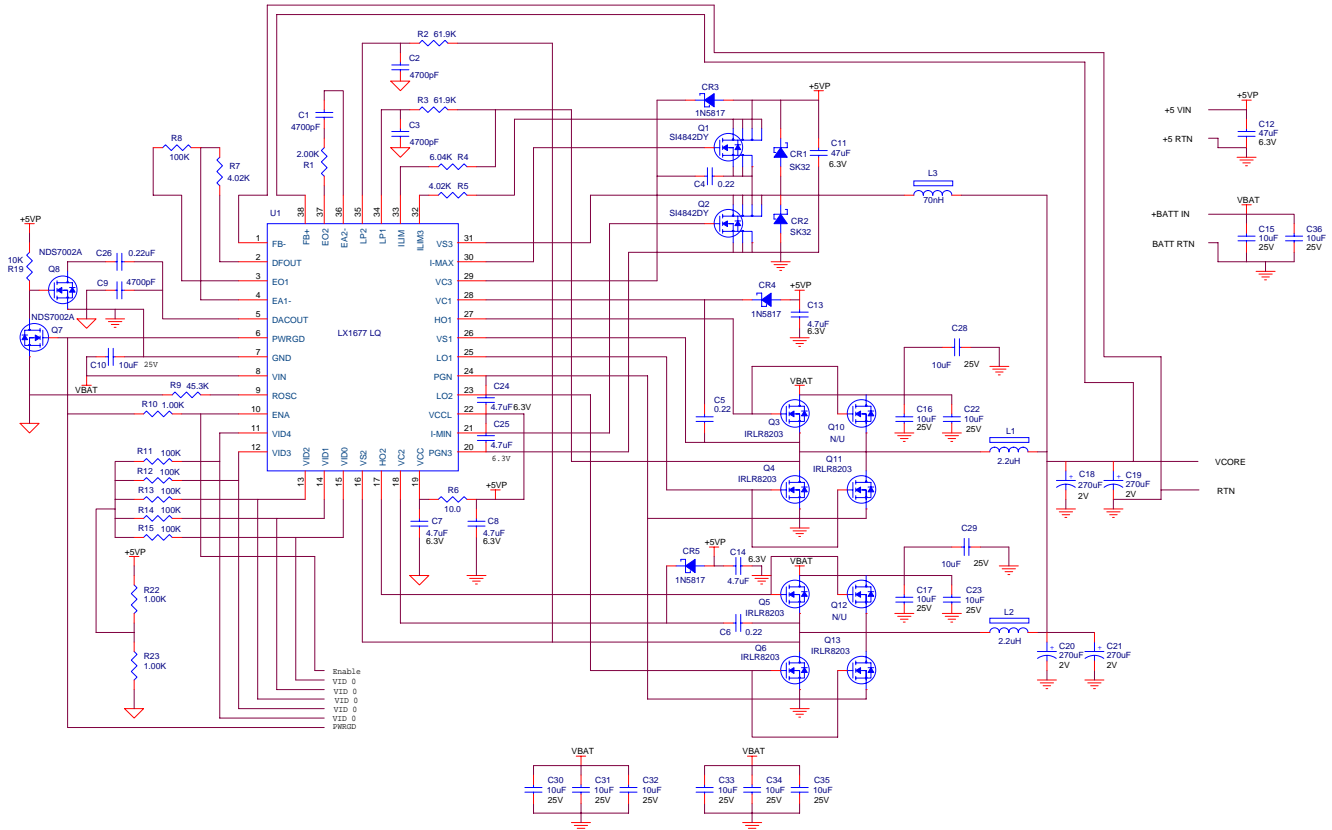 R2 61.9K
C2
4700pF
R3 61.9K
C3
4700pF
C1
4700pF
2.00K
R1
R8
100K
R7
4.02K
6.04K R4
4.02K R5
CR3
1N5817
+5VP
Q1
SI4842DY
CR1
SK32
C11
47uF
6.3V
C4 0.22
Q2
SI4842DY
CR2
SK32
L3
70nH
+5 VIN
+5VP
+5 RTN
C12
47uF
6.3V
+BATT IN
VBAT
BATT RTN
C15
10uF
25V
C36
10uF
25V
U1
LX1677 LQ
38 37 36 35 34 33 32
FB+ EO2 EA2- LP2 LP1 ILIM ILIM3
1 FB-
2 DFOUT
3 EO1
4 EA1-
5 DACOUT
6 PWRGD
7 GND
8 VIN
9 ROSC
10 ENA
11 VID4
12 VID3
VS3 31
I-MAX 30
VC3 29
VC1 28
HO1 27
VS1 26
LO1 25
PGN 24
LO2 23
VCCL 22
I-MIN 21
PGN3 20
VID2 VID1 VID0 VS2 HO2 VC2 VCC
13 14 15 16 17 18 19
+5VP
10K
R19
NDS7002A
Q8
C26 0.22uF
C9 4700pF
NDS7002A
Q7
C10 10uF 25V
VBAT
R9 45.3K
R10 1.00K
R11 100K
R12 100K
R13 100K
R14 100K
R15 100K
+5VP
R22
1.00K
R23
1.00K
Enable
VID 0
VID 0
VID 0
VID 0
VID 0
PWRGD
C24
4.7uF 6.3V
C25
4.7uF
6.3V
R6
10.0
+5VP
C7
4.7uF
6.3V
C8
4.7uF
6.3V
CR4
1N5817
+5VP
C13
4.7uF
6.3V
C5
0.22
VBAT
Q3
IRLR8203
Q10
N/U
C28
10uF 25V
C16
10uF
25V
C22
10uF
25V
Q4
IRLR8203
Q11
IRLR8203
L1
2.2uH
VCORE
RTN
C18
270uF
2V
C19
270uF
2V
CR5
1N5817
+5VP
C14
6.3V
4.7uF
VBAT
Q5
IRLR8203
Q12
N/U
C29
10uF 25V
C17
10uF
25V
C23
10uF
25V
C6 0.22
Q6
IRLR8203
Q13
IRLR8203
L2
2.2uH
C20
270uF
2V
C21
270uF
2V
VBAT
C30
10uF
25V
C31
10uF
25V
C32
10uF
25V
VBAT
C33
10uF
25V
C34
10uF
25V
C35
10uF
25V